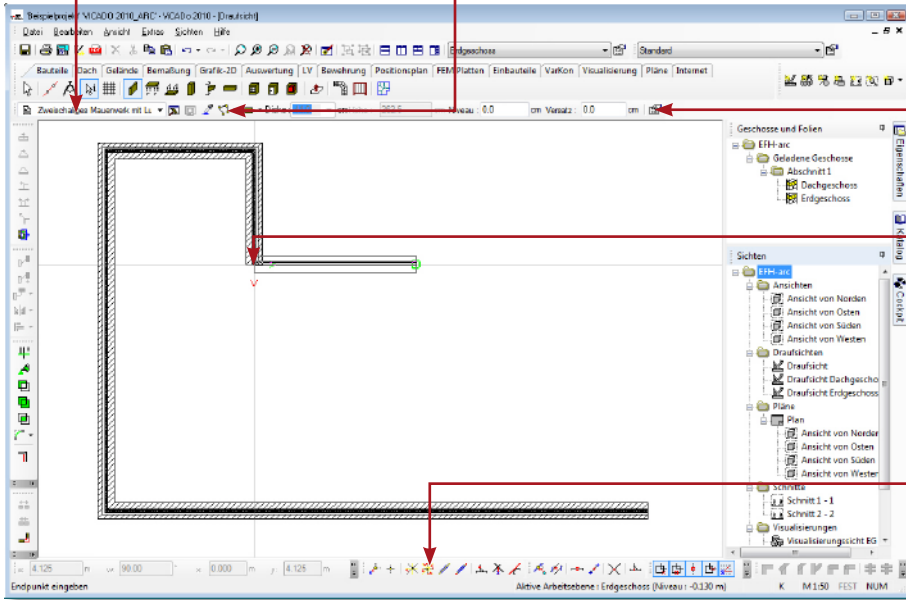 Beispielprojekt VICADO 2010_ARC - VICADo 2010 - [Draufsicht]
Datei Bearbeiten Ansicht Extras Sichten Hilfe
Erdgeschoss Standard
Bauteile Dach Gelände Bemaßung Grafik-2D Auswertung LV Bewehrung Positionsplan FEM Platten Einbauteile VarKon Visualisierung Pläne Internet
Zweischaliges Mauerwerk mit Lu Dicke: cm cm Niveau : 0.0 cm Versatz : 0.0 cm
Geschosse und Folien
EFH-arc
Geladene Geschosse
Abschnitt 1
Dachgeschoss
Erdgeschoss
Eigenschaften
Katalog
Cockpit
Sichten
EFH-arc
Ansichten
Ansicht von Norden
Ansicht von Osten
Ansicht von Süden
Ansicht von Westen
Draufsichten
Draufsicht
Draufsicht Dachgescho
Draufsicht Erdgeschoss
Pläne
Plan
Ansicht von Norden
Ansicht von Osten
Ansicht von Süden
Ansicht von Wester
Schnitte
Schnitt 1 - 1
Schnitt 2 - 2
Visualisierungen
Visualisierungssicht EG
4.125 m 90.00 ° x: 0.000 m y: 4.125 m
Endpunkt eingeben Aktive Arbeitsebene : Erdgeschoss (Niveau : -0.130 m) K M 1:50 FEST NUM